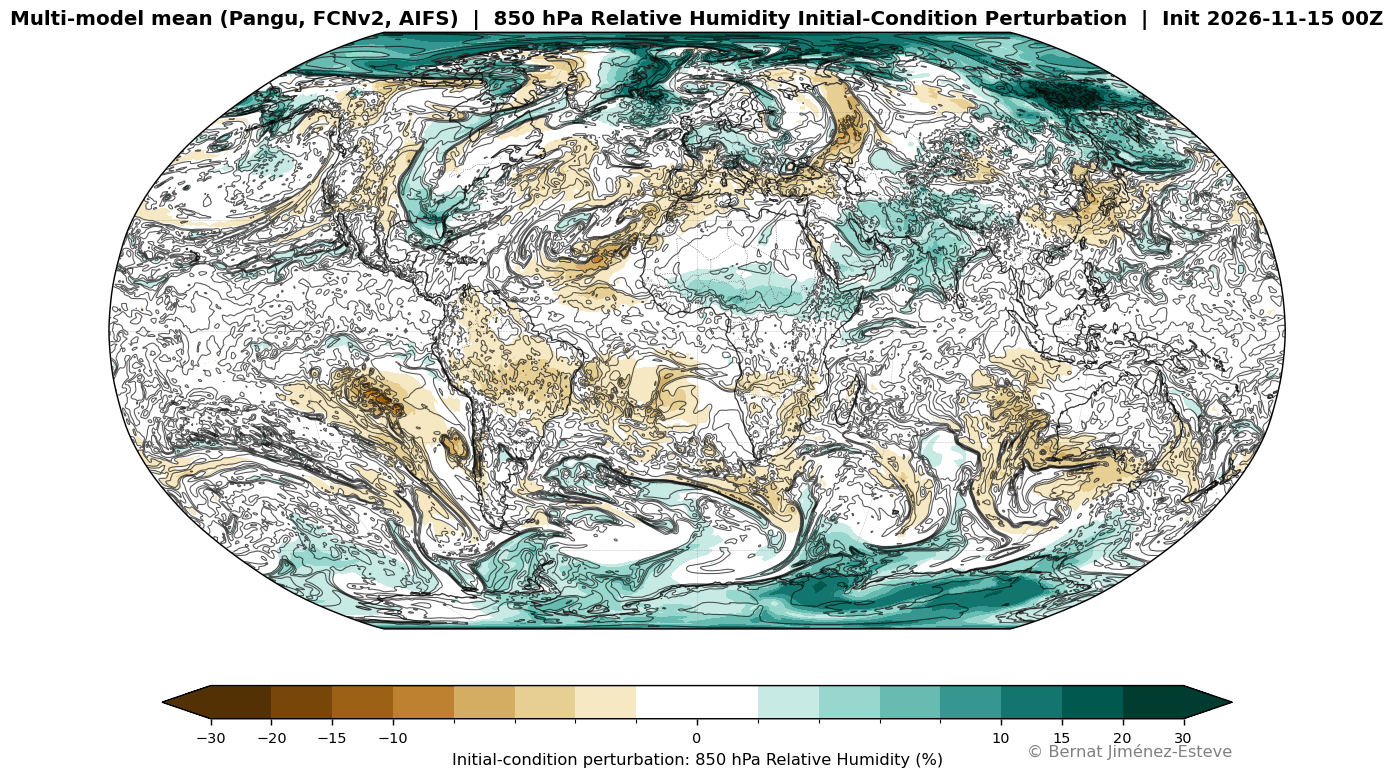 Multi-model mean (Pangu, FCNv2, AIFS)  |  850 hPa Relative Humidity Initial-Condition Perturbation  |  Init 2026-11-15 00Z
−30 −20 −15 −10 0 10 15 20 30
Initial-condition perturbation: 850 hPa Relative Humidity (%)
© Bernat Jiménez-Esteve